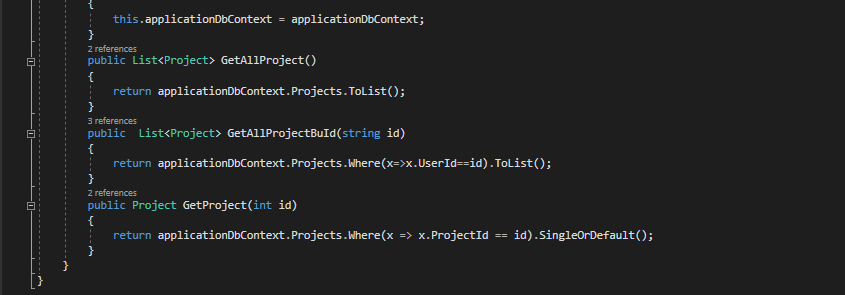 {
this.applicationDbContext = applicationDbContext;
}
2 references
public List<Project> GetAllProject()
{
return applicationDbContext.Projects.ToList();
}
3 references
public  List<Project> GetAllProjectBuId(string id)
{
return applicationDbContext.Projects.Where(x=>x.UserId==id).ToList();
}
2 references
public Project GetProject(int id)
{
return applicationDbContext.Projects.Where(x => x.ProjectId == id).SingleOrDefault();
}
}
}